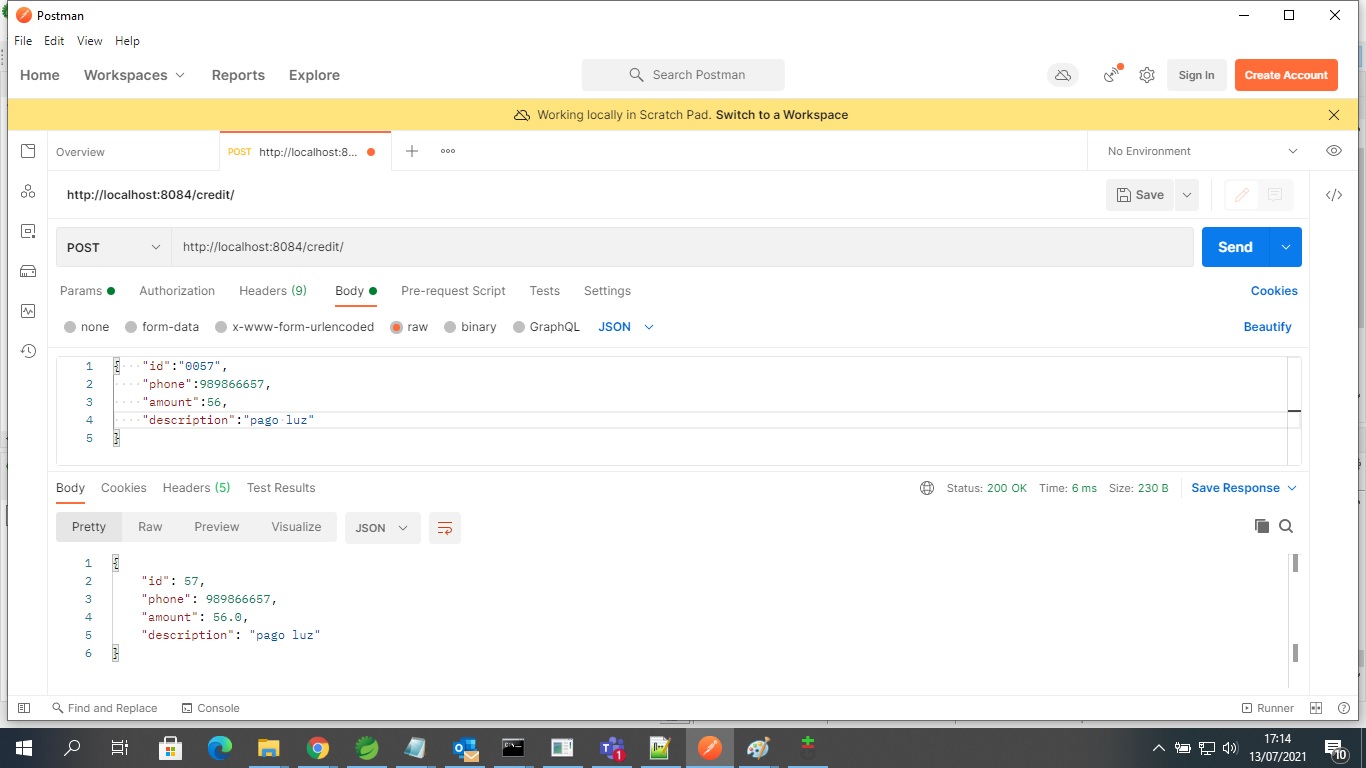 Postman
File Edit View Help
Home Workspaces Reports Explore Search Postman Sign In Create Account
Working locally in Scratch Pad. Switch to a Workspace
Overview POST http://localhost:8... No Environment
http://localhost:8084/credit/ Save
POST http://localhost:8084/credit/ Send
Params Authorization Headers (9) Body Pre-request Script Tests Settings Cookies
none form-data x-www-form-urlencoded raw binary GraphQL JSON Beautify
1 { "id":"0057",
2 "phone":989866657,
3 "amount":56,
4 "description":"pago luz"
5 }
Body Cookies Headers (5) Test Results Status: 200 OK Time: 6 ms Size: 230 B Save Response
Pretty Raw Preview Visualize JSON
1 {
2 "id": 57,
3 "phone": 989866657,
4 "amount": 56.0,
5 "description": "pago luz"
6 }
Find and Replace Console Runner
17:14
13/07/2021
1
10